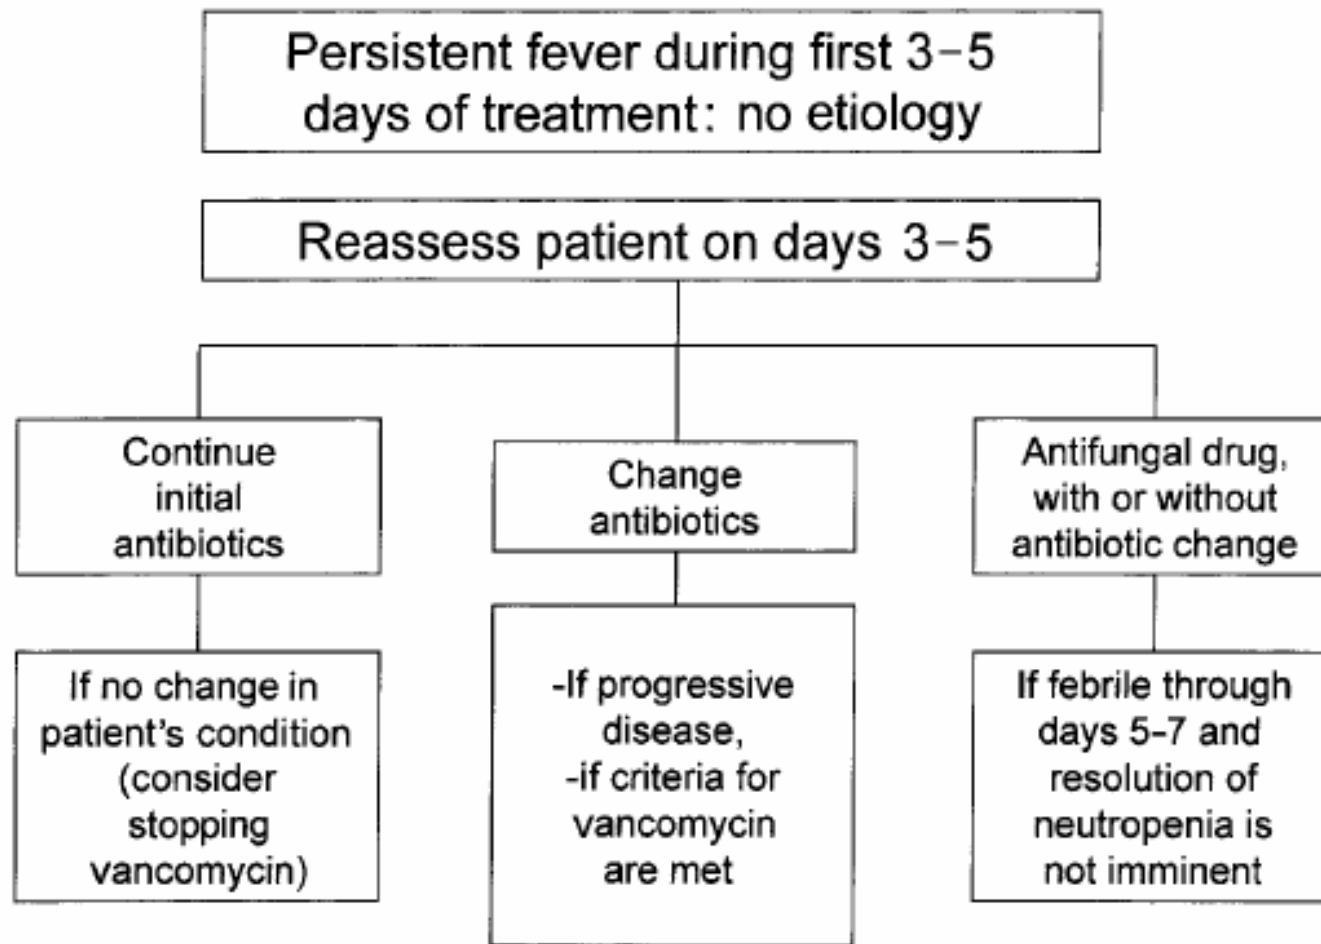 Persistent fever during first 3-5
days of treatment: no etiology
Reassess patient on days 3-5
Continue
initial
antibiotics
If no change in
patient's condition
(consider
stopping
vancomycin)
Change
antibiotics
-If progressive
disease,
-if criteria for
vancomycin
are met
Antifungal drug,
with or without
antibiotic change
If febrile through
days 5-7 and
resolution of
neutropenia is
not imminent